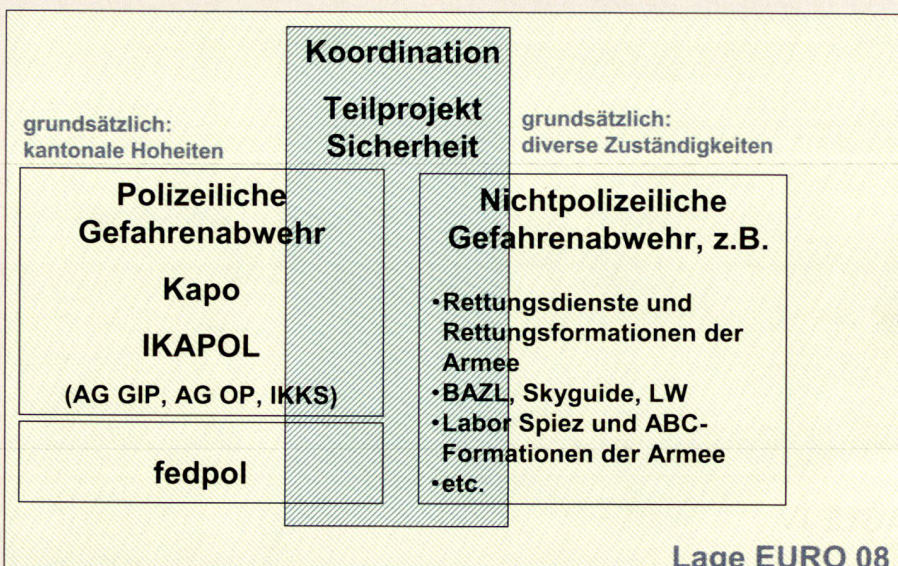 Koordination
Teilprojekt
Sicherheit
grundsätzlich:
kantonale Hoheiten
grundsätzlich:
diverse Zuständigkeiten
Polizeiliche
Gefahrenabwehr
Kapo
IKAPOL
(AG GIP, AG OP, IKKS)
fedpol
Nichtpolizeiliche
Gefahrenabwehr, z.B.
•Rettungsdienste und
Rettungsformationen der
Armee
•BAZL, Skyguide, LW
•Labor Spiez und ABC-
Formationen der Armee
•etc.
Lage EURO 08